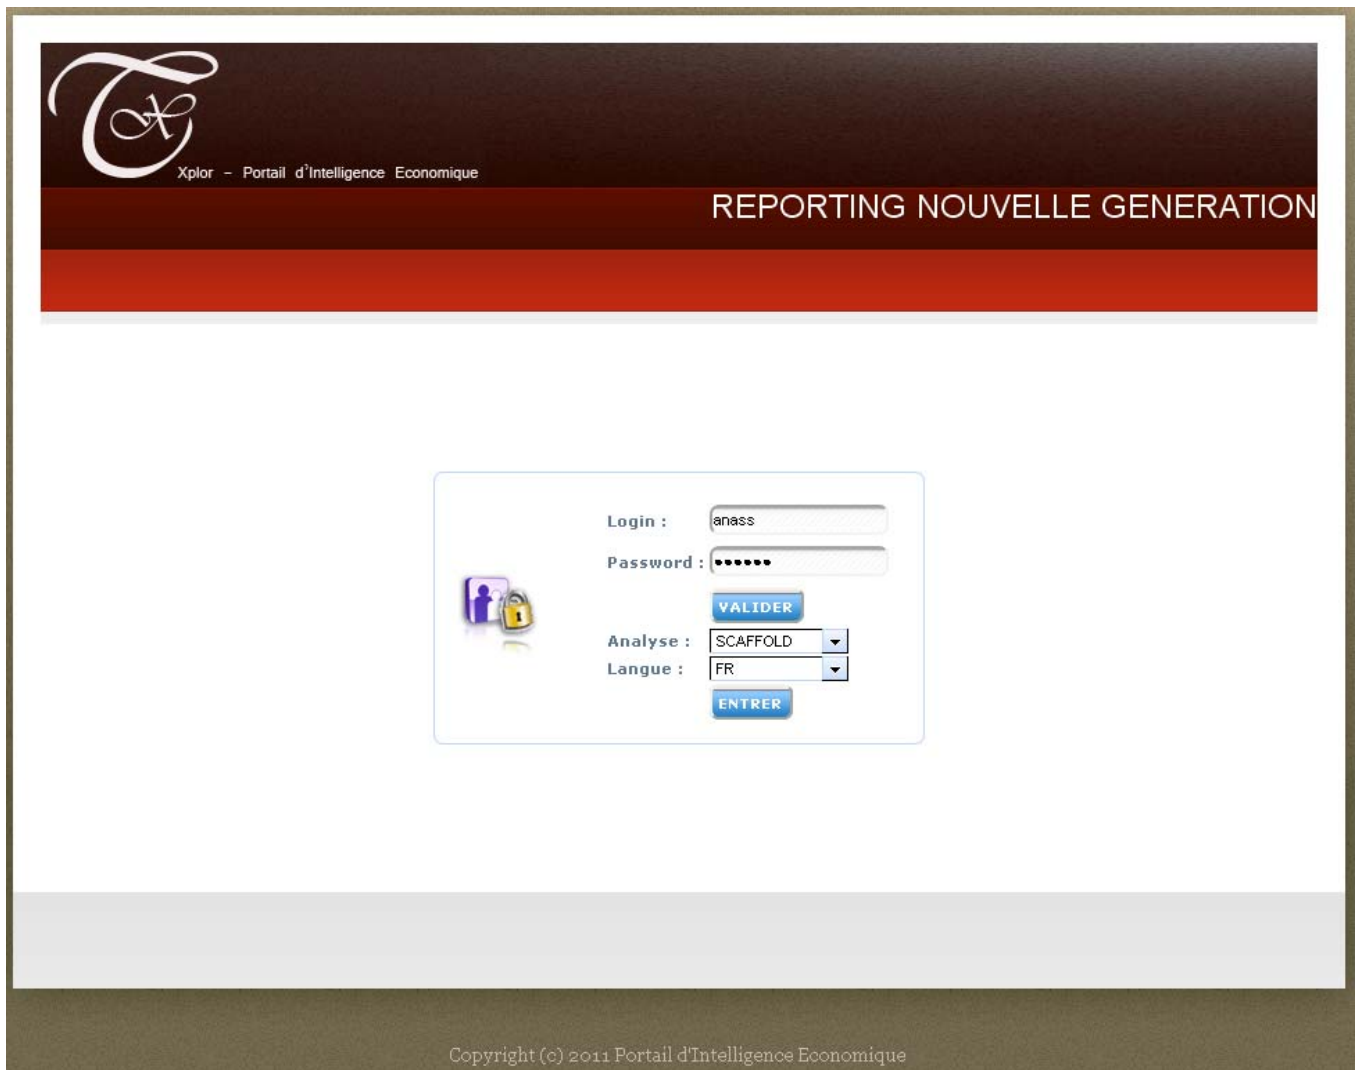 TX
Xplor – Portail d'Intelligence Economique
REPORTING NOUVELLE GENERATION
Login : anass
Password : ••••••
VALIDER
Analyse : SCAFFOLD
Langue : FR
ENTRER
Copyright (c) 2011 Portail d'Intelligence Economique